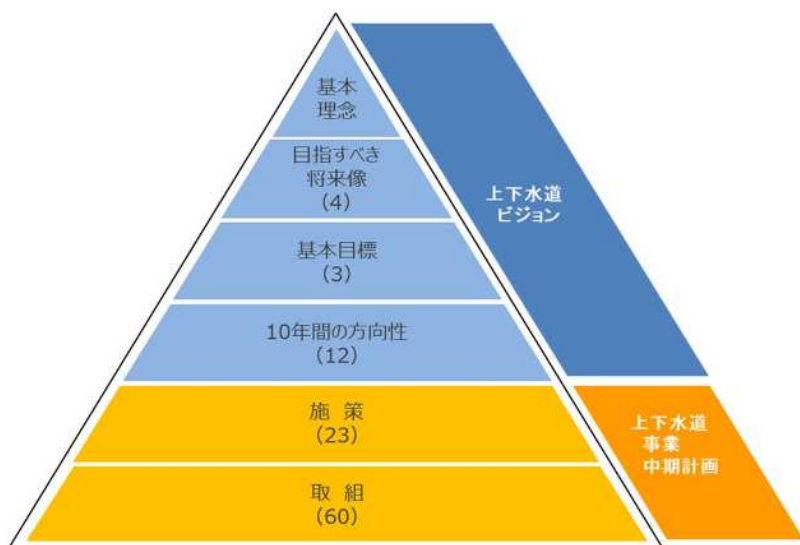 基本
理念
目指すべき
将来像
(4)
基本目標
(3)
10年間の方向性
(12)
施 策
(23)
取 組
(60)
上下水道
ビジョン
上下水道
事業
中期計画